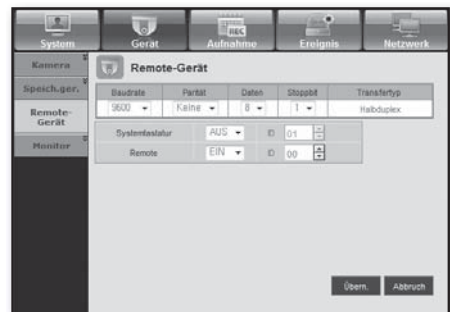 System Gerät Aufnahme Ereignis Netzwerk
REC
Kamera
Speich.ger.
Remote-Gerät
Monitor
Remote-Gerät
Baudrate Parität Daten Stoppbit Transfertyp
9600 Keine 8 1 Halbduplex
Systemtastatur AUS ID 01
Remote EIN ID 00
Übern. Abbruch